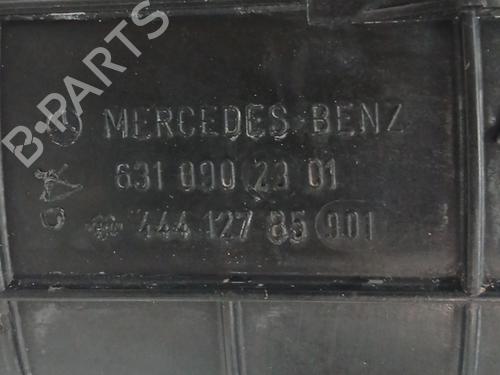 B-PARTS
MERCEDES-BENZ
631 090 23 01
444 127 85 901